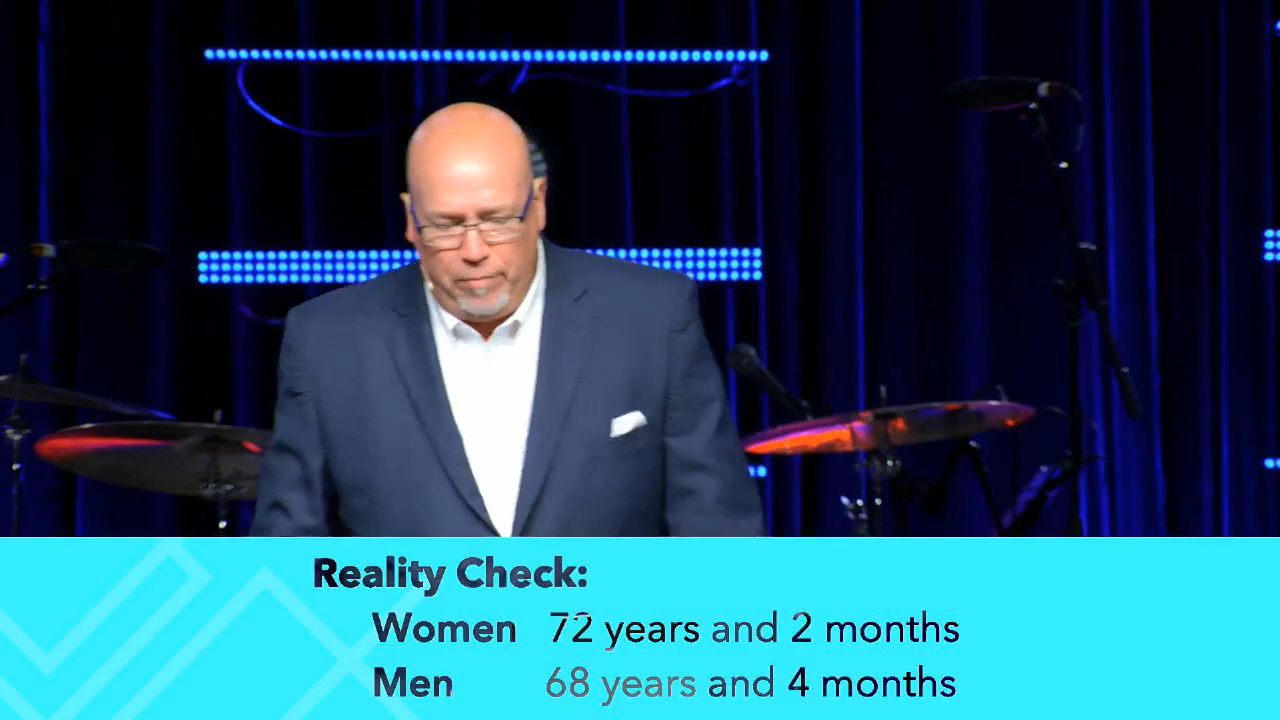 Reality Check:
Women 72 years and 2 months
Men 68 years and 4 months